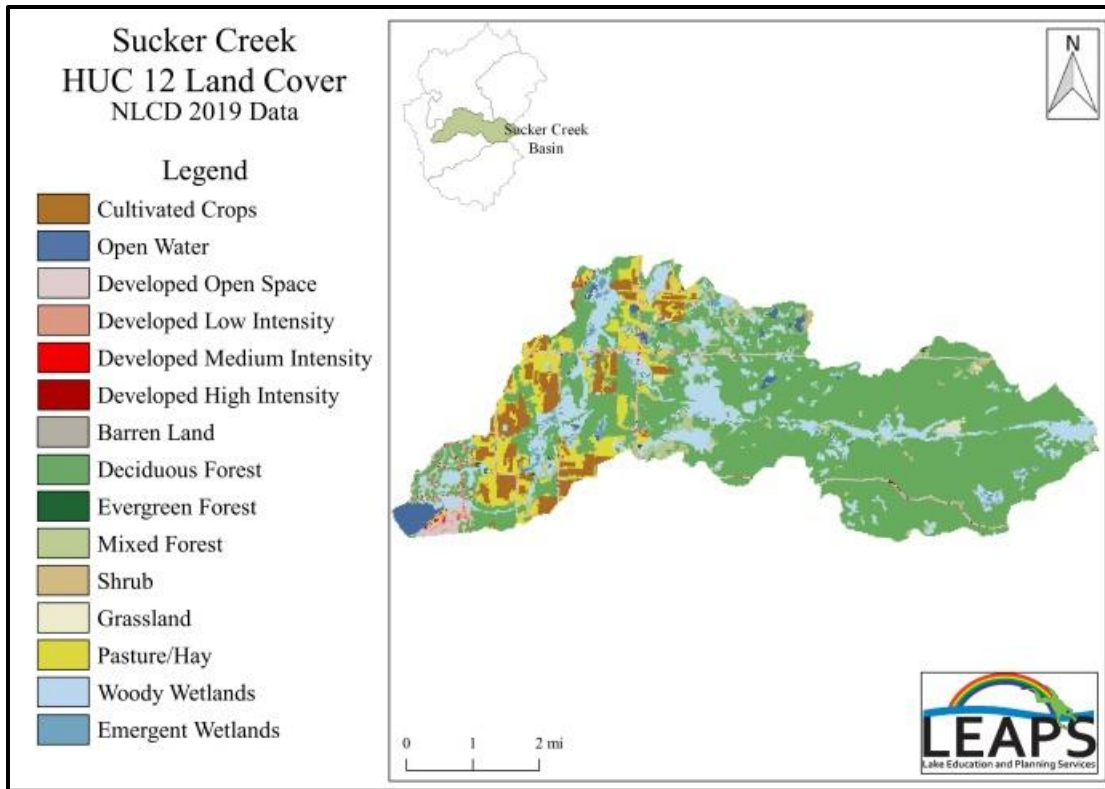 Sucker Creek
HUC 12 Land Cover
NLCD 2019 Data
Legend
Cultivated Crops
Open Water
Developed Open Space
Developed Low Intensity
Developed Medium Intensity
Developed High Intensity
Barren Land
Deciduous Forest
Evergreen Forest
Mixed Forest
Shrub
Grassland
Pasture/Hay
Woody Wetlands
Emergent Wetlands
Sucker Creek
Basin
N
0 1 2 mi
LEAPS
Lake Education and Planning Services